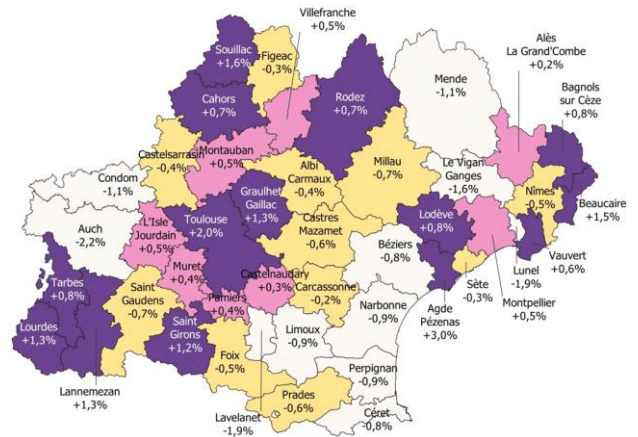 Villefranche
+0,5%
Souillac
+1,6%
Figeac
-0,3%
Alès
La Grand'Combe
+0,2%
Mende
-1,1%
Bagnols
sur Cèze
+0,8%
Cahors
+0,7%
Rodez
+0,7%
Castelsarrasin
-0,4%
Montauban
+0,5%
Albi
Carmaux
-0,4%
Millau
-0,7%
Le Vigan
Ganges
-1,6%
Nîmes
-0,5%
Beaucaire
+1,5%
Condom
-1,1%
Graulhet
Gaillac
+1,3%
Auch
-2,2%
L'Isle
Jourdain
+0,5%
Toulouse
+2,0%
Castres
Mazamet
-0,6%
Lodève
+0,8%
Béziers
-0,8%
Vauvert
+0,6%
Lunel
-1,9%
Muret
+0,4%
Castelnaudary
+0,3%
Sète
-0,3%
Montpellier
+0,5%
Tarbes
+0,8%
Saint
Gaudens
-0,7%
Pamiers
+0,4%
Carcassonne
-0,2%
Agde
Pézenas
+3,0%
Narbonne
-0,9%
Lourdes
+1,3%
Saint
Girons
+1,2%
Limoux
-0,9%
Foix
-0,5%
Lannemezan
+1,3%
Perpignan
-0,9%
Prades
-0,6%
Lavelanet
-1,9%
Céret
-0,8%